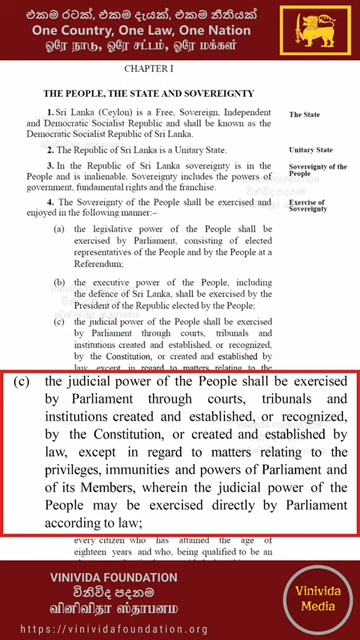 එකම රටක්, එකම දැයක්, එකම නීතියක්
One Country, One Law, One Nation
ஒரே நாடு, ஒரே சட்டம், ஒரே மக்கள்
CHAPTER I
THE PEOPLE, THE STATE AND SOVEREIGNTY
1. Sri Lanka (Ceylon) is a Free, Sovereign, Independent The State
and Democratic Socialist Republic and shall be known as the
Democratic Socialist Republic of Sri Lanka.
2. The Republic of Sri Lanka is a Unitary State. Unitary State
3. In the Republic of Sri Lanka sovereignty is in the Sovereignty of the
People and is inalienable. Sovereignty includes the powers of People
government, fundamental rights and the franchise.
4. The Sovereignty of the People shall be exercised and Exercise of
enjoyed in the following manner:– Sovereignty
(a) the legislative power of the People shall be
exercised by Parliament, consisting of elected
representatives of the People and by the People at a
Referendum;
(b) the executive power of the People, including
the defence of Sri Lanka, shall be exercised by the
President of the Republic elected by the People;
(c) the judicial power of the People shall be exercised
by Parliament through courts, tribunals and
institutions created and established, or recognized,
by the Constitution, or created and established by
law, except in regard to matters relating to the
(c) the judicial power of the People shall be exercised
by Parliament through courts, tribunals and
institutions created and established, or recognized,
by the Constitution, or created and established by
law, except in regard to matters relating to the
privileges, immunities and powers of Parliament and
of its Members, wherein the judicial power of the
People may be exercised directly by Parliament
according to law;
every citizen who has attained the age of
eighteen years and who, being qualified to be an
VINIVIDA FOUNDATION
විනිවිද පදනම
வினிவிதா ஸ்தாபனம
https://vinividafoundation.org
Vinivida
Media